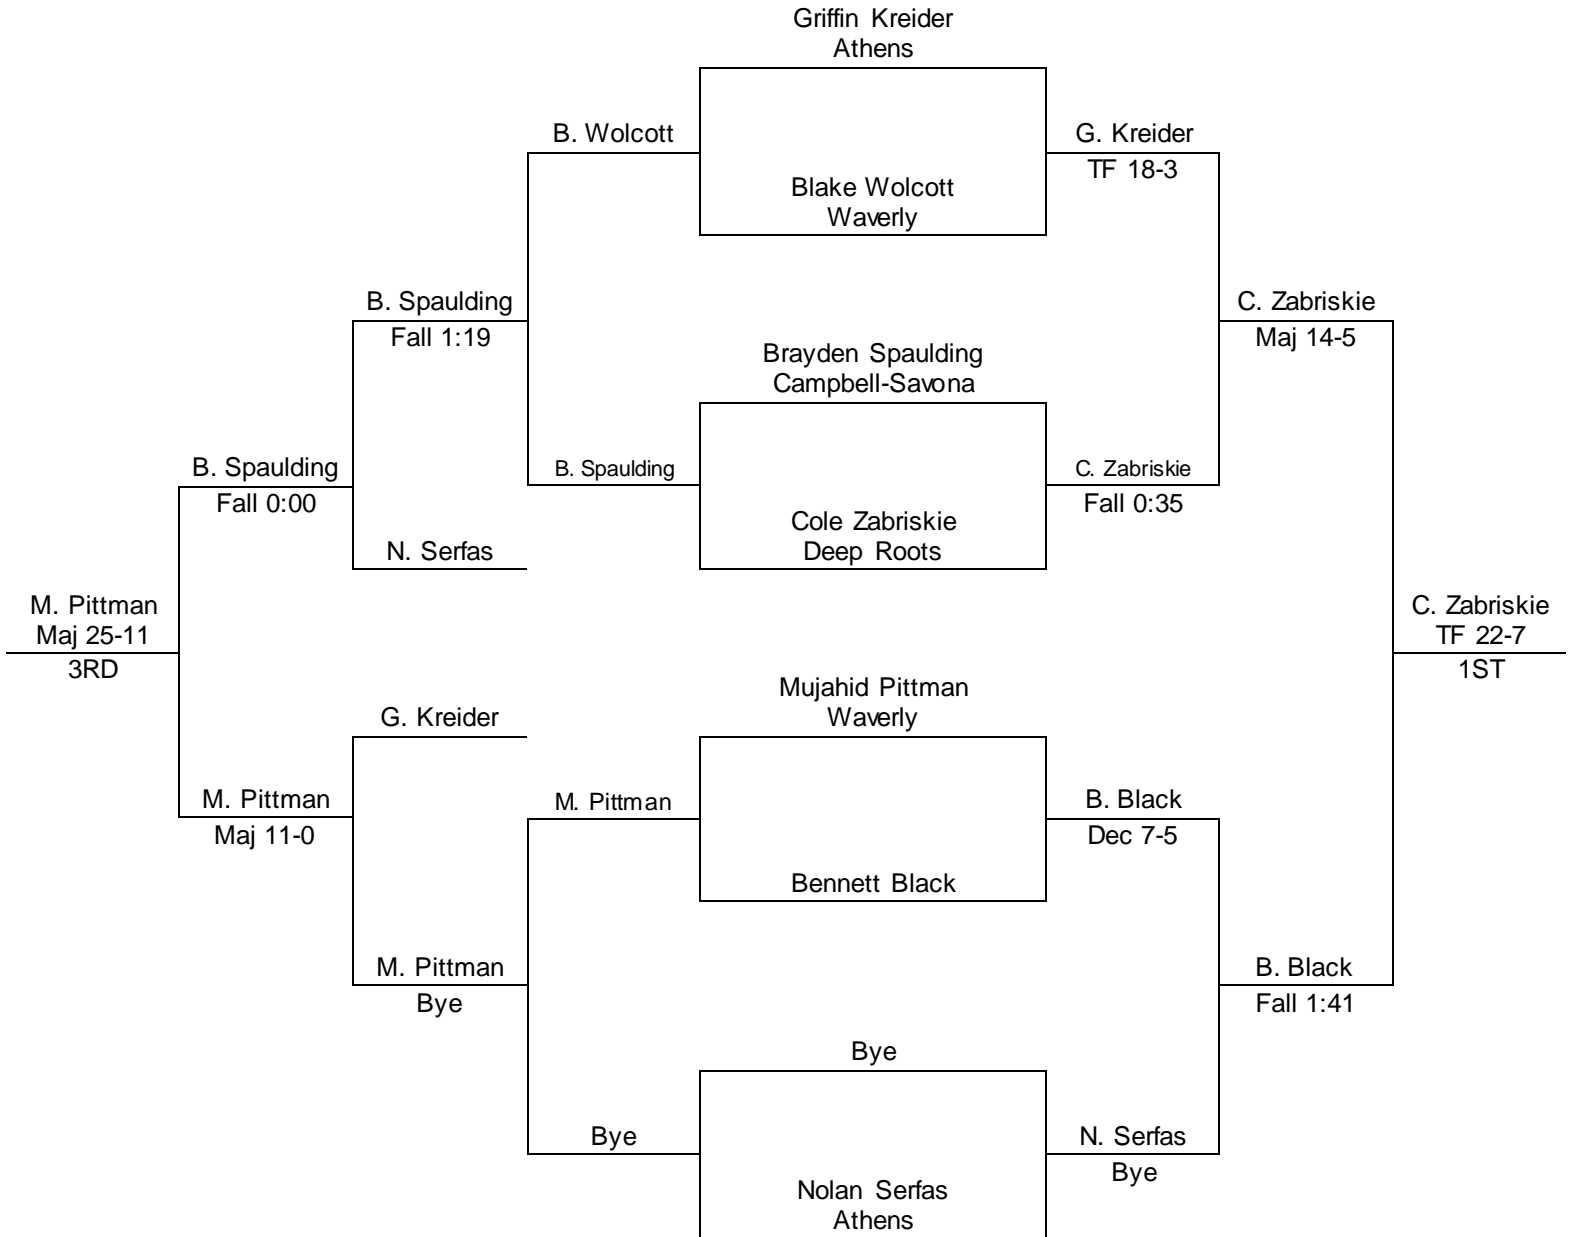 Griffin Kreider
Athens
B. Wolcott
G. Kreider
TF 18-3
Blake Wolcott
Waverly
B. Spaulding
Fall 1:19
C. Zabriskie
Maj 14-5
Brayden Spaulding
Campbell-Savona
B. Spaulding
Fall 0:00
B. Spaulding
C. Zabriskie
Fall 0:35
Cole Zabriskie
Deep Roots
N. Serfas
M. Pittman
Maj 25-11
3RD
C. Zabriskie
TF 22-7
1ST
Mujahid Pittman
Waverly
G. Kreider
M. Pittman
Maj 11-0
M. Pittman
B. Black
Dec 7-5
Bennett Black
M. Pittman
Bye
B. Black
Fall 1:41
Bye
Bye
N. Serfas
Bye
Nolan Serfas
Athens